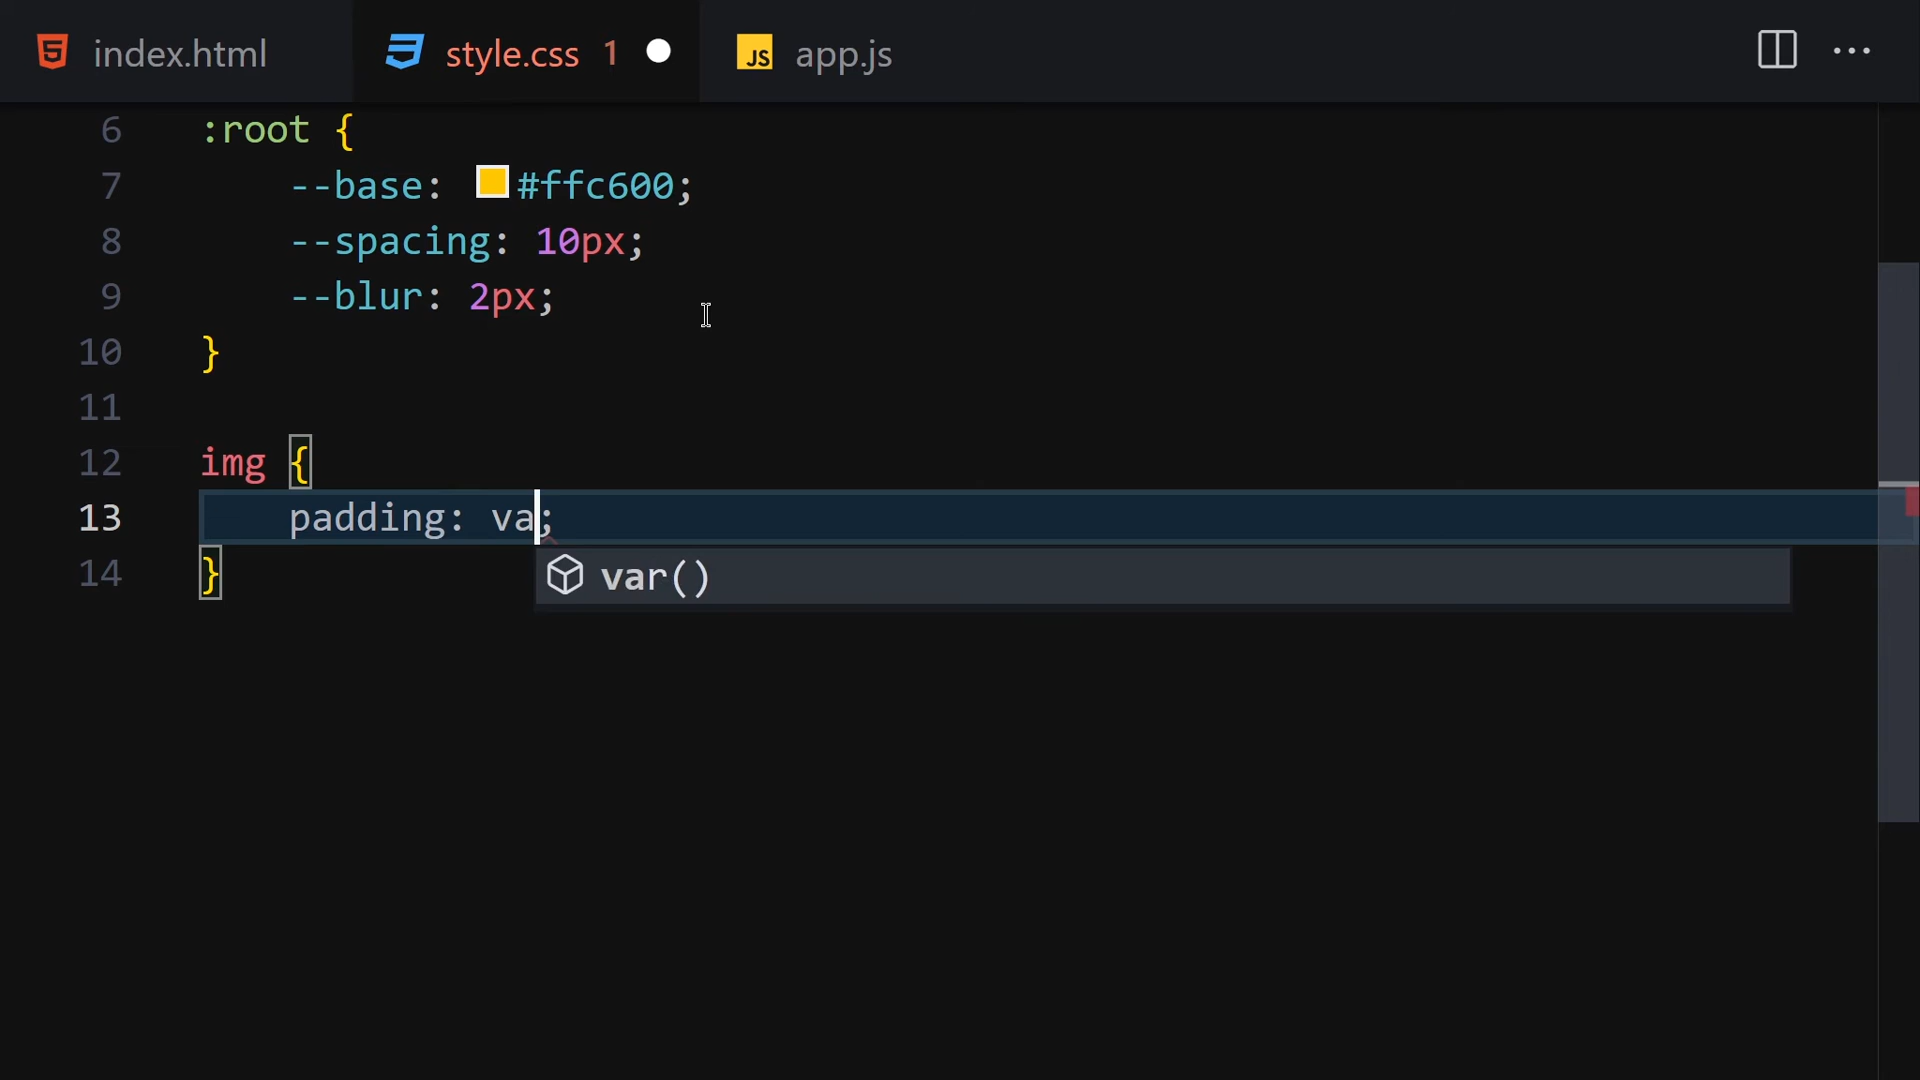 index.html style.css 1 JS app.js
6 :root {
7 --base: #ffc600;
8 --spacing: 10px;
9 --blur: 2px;
10 }
11
12 img {
13 padding: va;
var()
14 }